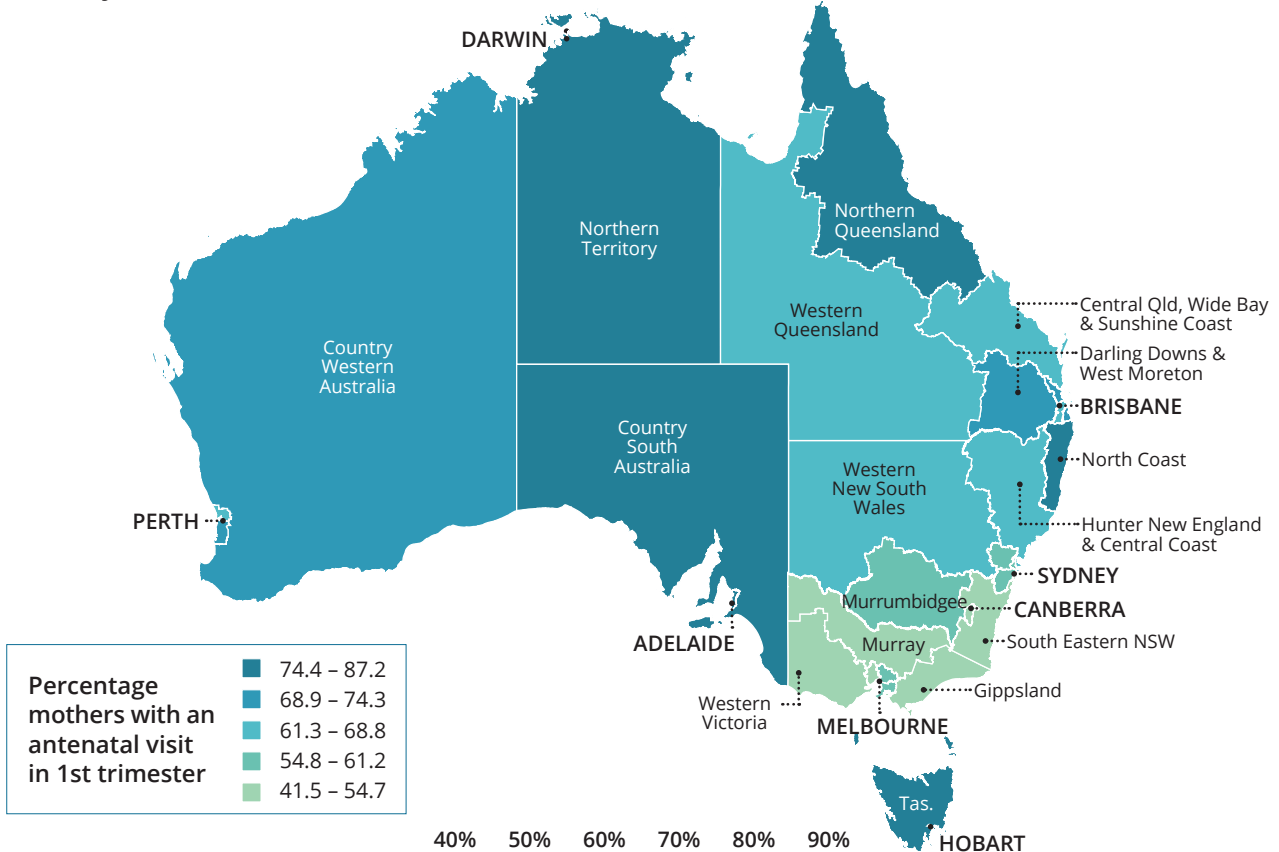 DARWIN
Northern
Territory
Northern
Queensland
Western
Queensland
Country
Western
Australia
Country
South
Australia
Central Qld, Wide Bay
& Sunshine Coast
Darling Downs &
West Moreton
BRISBANE
North Coast
Western
New South
Wales
Hunter New England
& Central Coast
PERTH
SYDNEY
Murrumbidgee
CANBERRA
ADELAIDE
Murray
South Eastern NSW
Gippsland
Western
Victoria
MELBOURNE
Tas.
HOBART
Percentage
mothers with an
antenatal visit
in 1st trimester
74.4 – 87.2
68.9 – 74.3
61.3 – 68.8
54.8 – 61.2
41.5 – 54.7
40% 50% 60% 70% 80% 90%